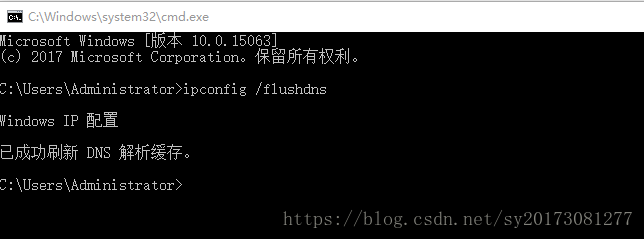 C:\Windows\system32\cmd.exe
Microsoft Windows [版本 10.0.15063]
(c) 2017 Microsoft Corporation。保留所有权利。
C:\Users\Administrator>ipconfig /flushdns
Windows IP 配置
已成功刷新 DNS 解析缓存。
C:\Users\Administrator>
https://blog.csdn.net/sy20173081277